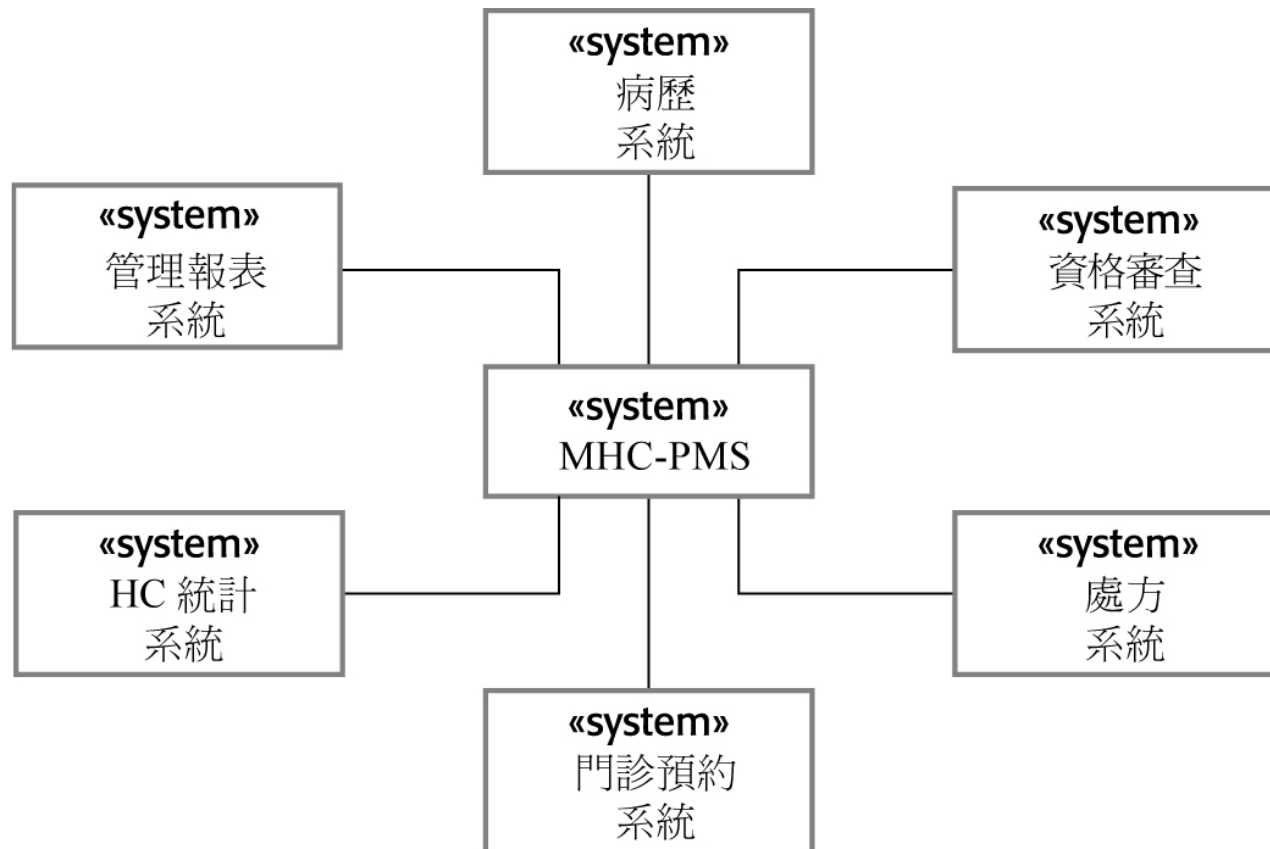 «system»
病歷
系統
«system»
管理報表
系統
«system»
資格審查
系統
«system»
MHC-PMS
«system»
HC 統計
系統
«system»
處方
系統
«system»
門診預約
系統